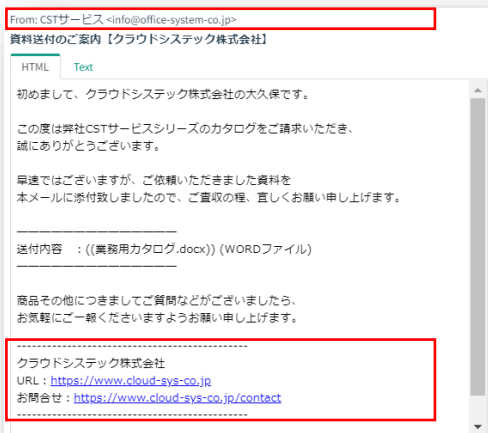 From: CSTサービス <info@office-system-co.jp>
資料送付のご案内【クラウドシステック株式会社】
HTML Text
初めまして、クラウドシステック株式会社の大久保です。
この度は弊社CSTサービスシリーズのカタログをご請求いただき、
誠にありがとうございます。
早速ではございますが、ご依頼いただきました資料を
本メールに添付致しましたので、ご査収の程、宜しくお願い申し上げます。
―――――――――――――――
送付内容　：((業務用カタログ.docx)) (WORDファイル)
―――――――――――――――
商品その他につきましてご質問などがございましたら、
お気軽にご一報くださいますようお願い申し上げます。
----------------------------------------------
クラウドシステック株式会社
URL：https://www.cloud-sys-co.jp
お問合せ：https://www.cloud-sys-co.jp/contact
----------------------------------------------